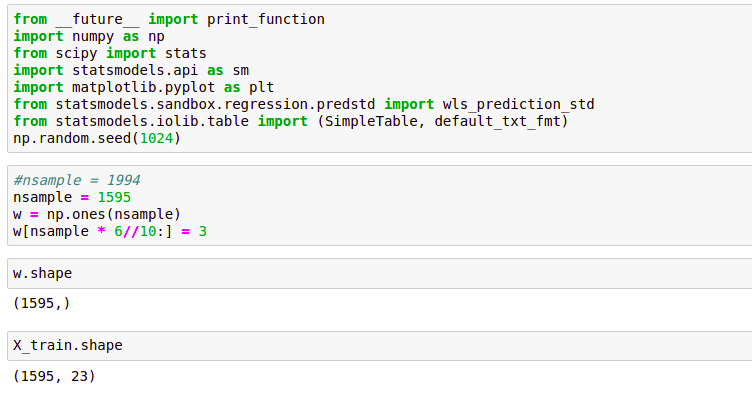 from __future__ import print_function
import numpy as np
from scipy import stats
import statsmodels.api as sm
import matplotlib.pyplot as plt
from statsmodels.sandbox.regression.predstd import wls_prediction_std
from statsmodels.iolib.table import (SimpleTable, default_txt_fmt)
np.random.seed(1024)
#nsample = 1994
nsample = 1595
w = np.ones(nsample)
w[nsample * 6//10:] = 3
w.shape
(1595,)
X_train.shape
(1595, 23)